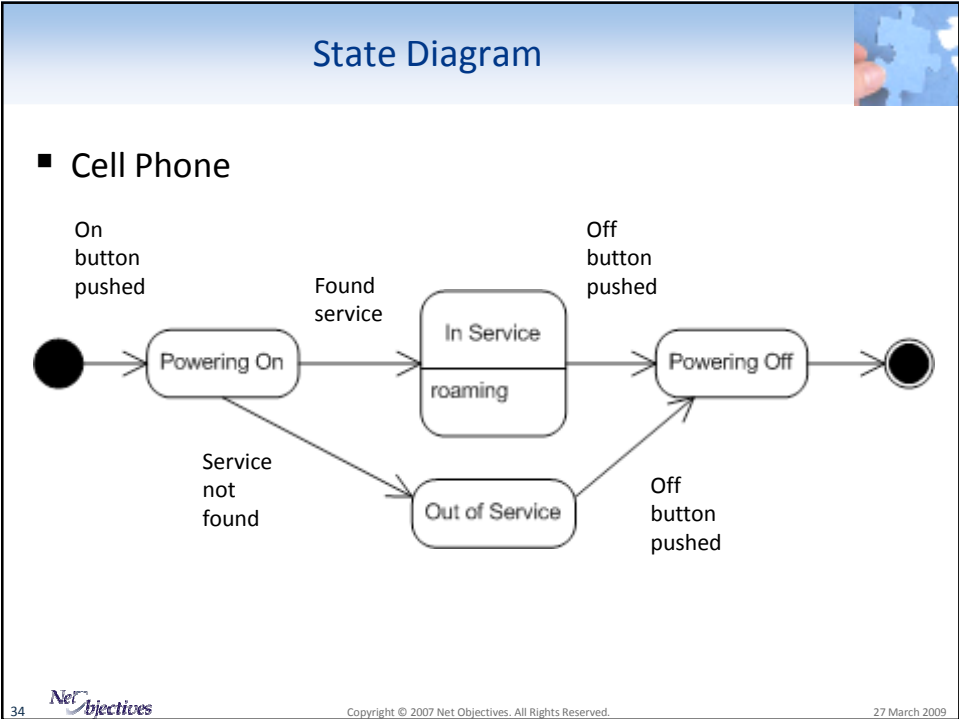 State Diagram
■ Cell Phone
On
button
pushed
Off
button
pushed
Found
service
In Service
Powering On
Powering Off
roaming
Service
not
found
Out of Service
Off
button
pushed
34
Net Objectives
Copyright © 2007 Net Objectives. All Rights Reserved.
27 March 2009